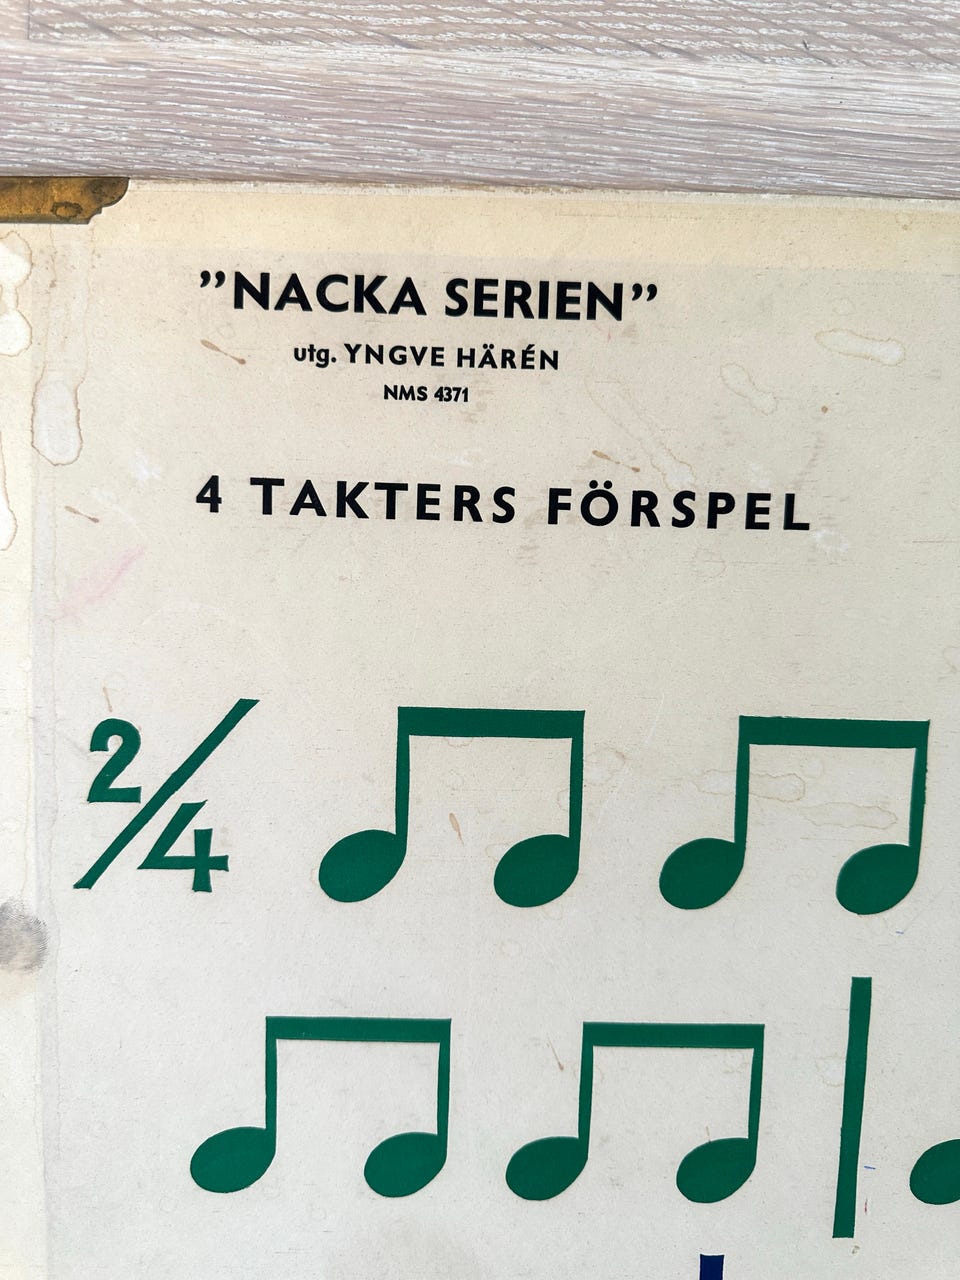 ”NACKA SERIEN”
utg. YNGVE HÄRÉN
NMS 4371
4 TAKTERS FÖRSPEL
2/4